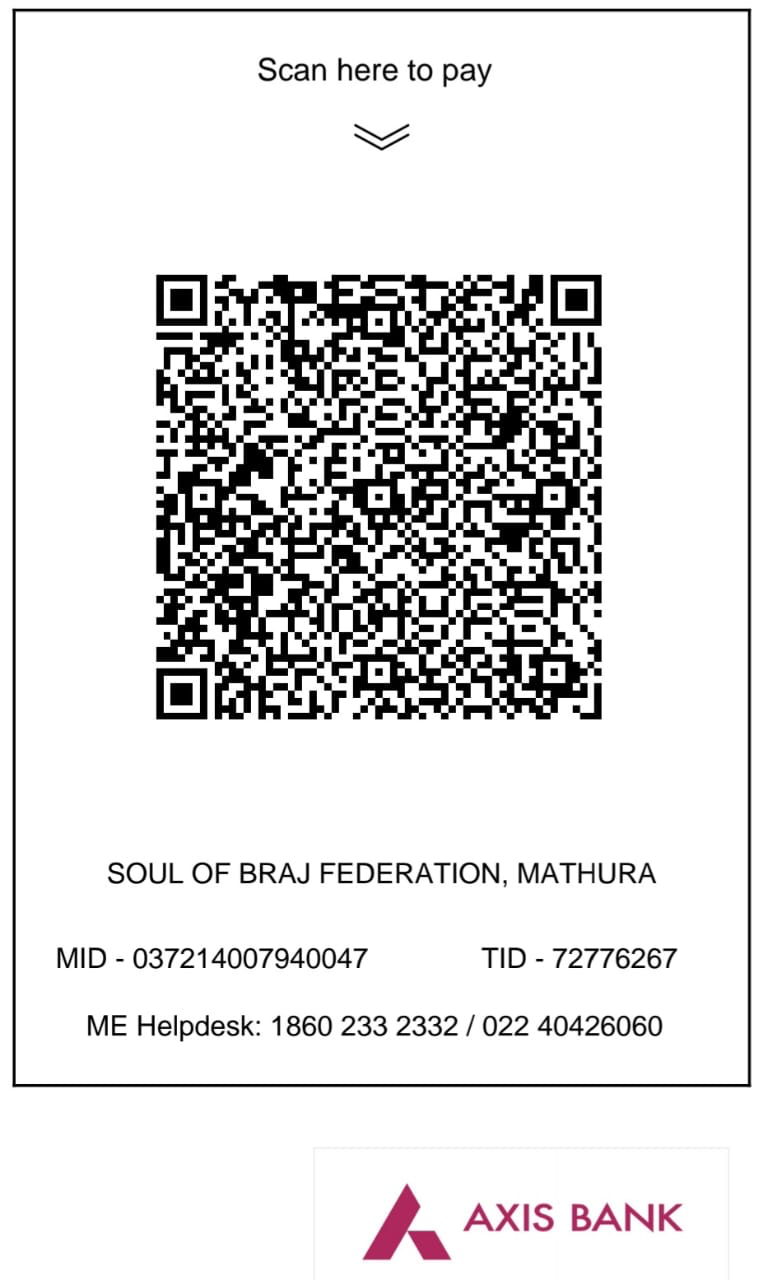 Scan here to pay
SOUL OF BRAJ FEDERATION, MATHURA
MID - 037214007940047 TID - 72776267
ME Helpdesk: 1860 233 2332 / 022 40426060
AXIS BANK